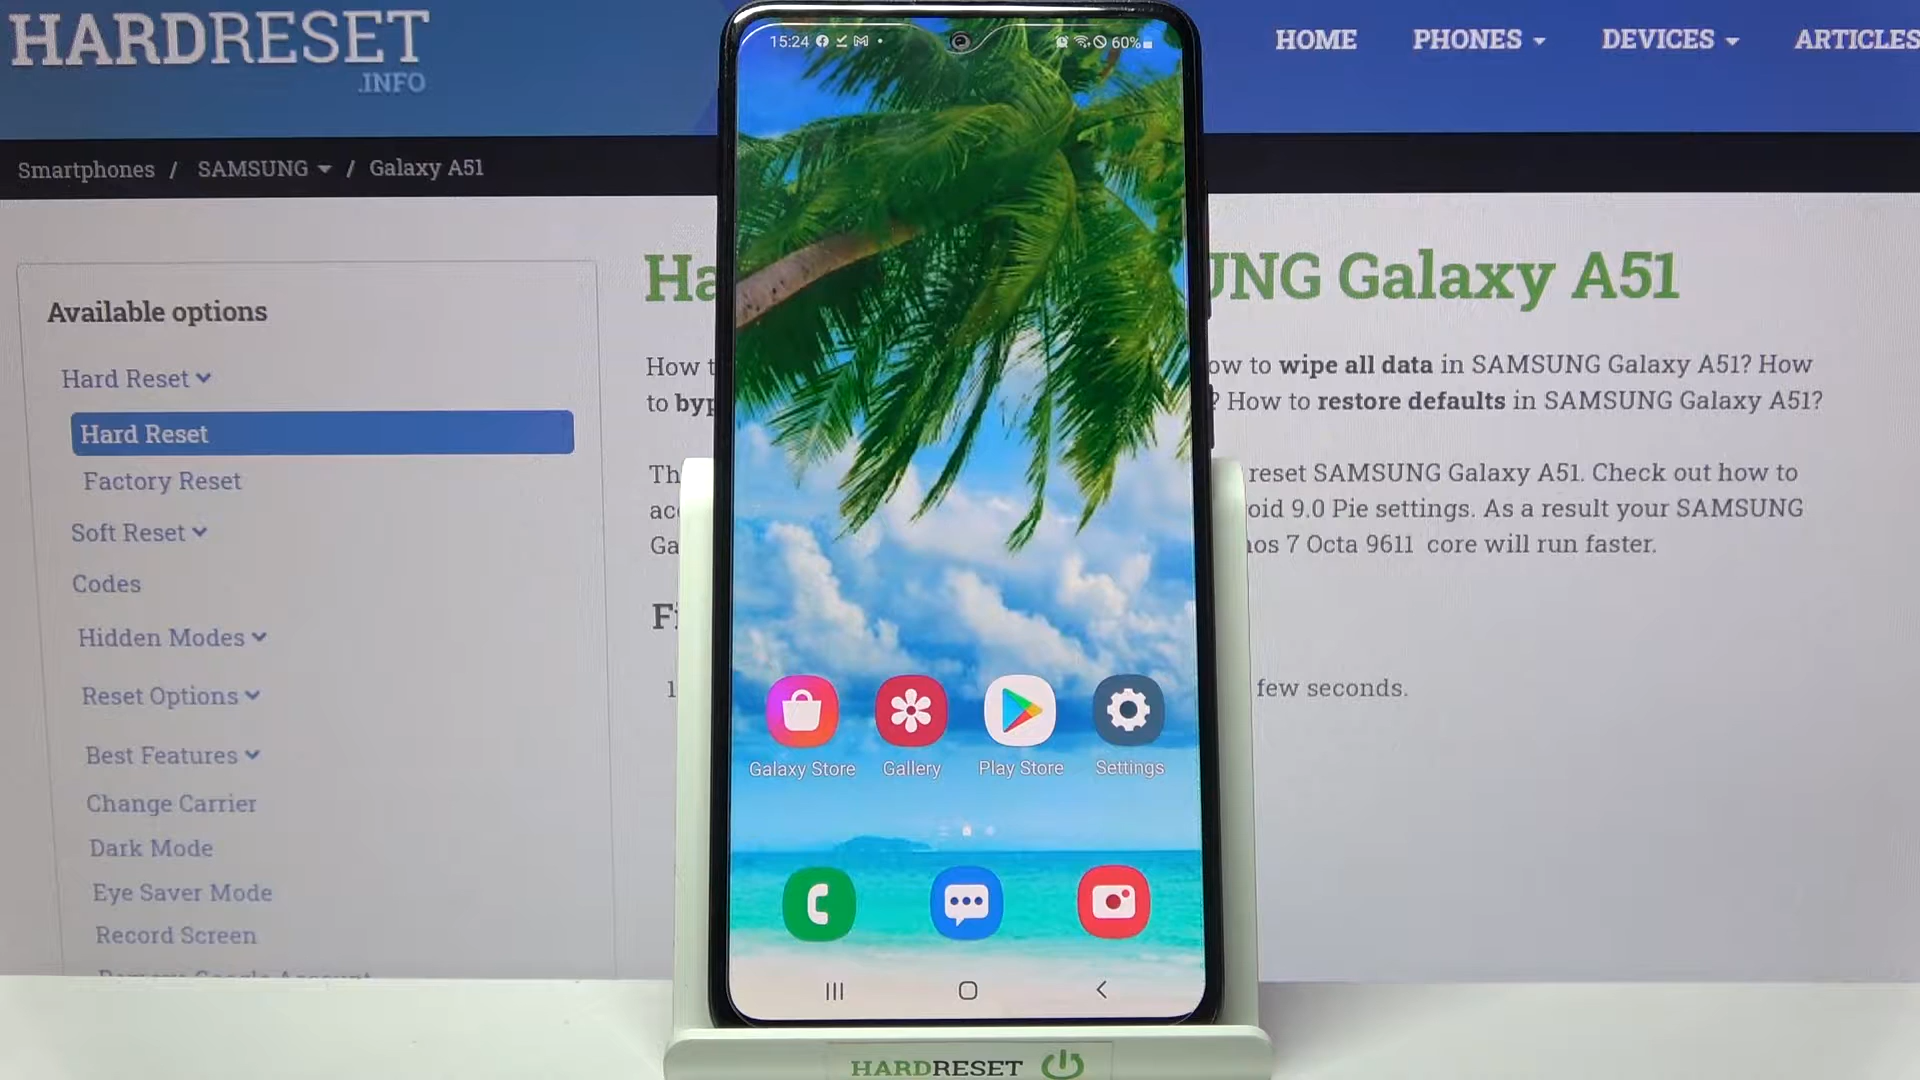 HARDRESET
.INFO
HOME PHONES DEVICES ARTICLES
Smartphones / SAMSUNG / Galaxy A51
Available options
Hard Reset
Hard Reset
Factory Reset
Soft Reset
Codes
Hidden Modes
Reset Options
Best Features
Change Carrier
Dark Mode
Eye Saver Mode
Record Screen
Ha UNG Galaxy A51
How t ow to wipe all data in SAMSUNG Galaxy A51? How
to byp ? How to restore defaults in SAMSUNG Galaxy A51?
Th reset SAMSUNG Galaxy A51. Check out how to
acc oid 9.0 Pie settings. As a result your SAMSUNG
Ga nos 7 Octa 9611 core will run faster.
Fi
1 few seconds.
15:24 60%
Galaxy Store Gallery Play Store Settings
HARDRESET